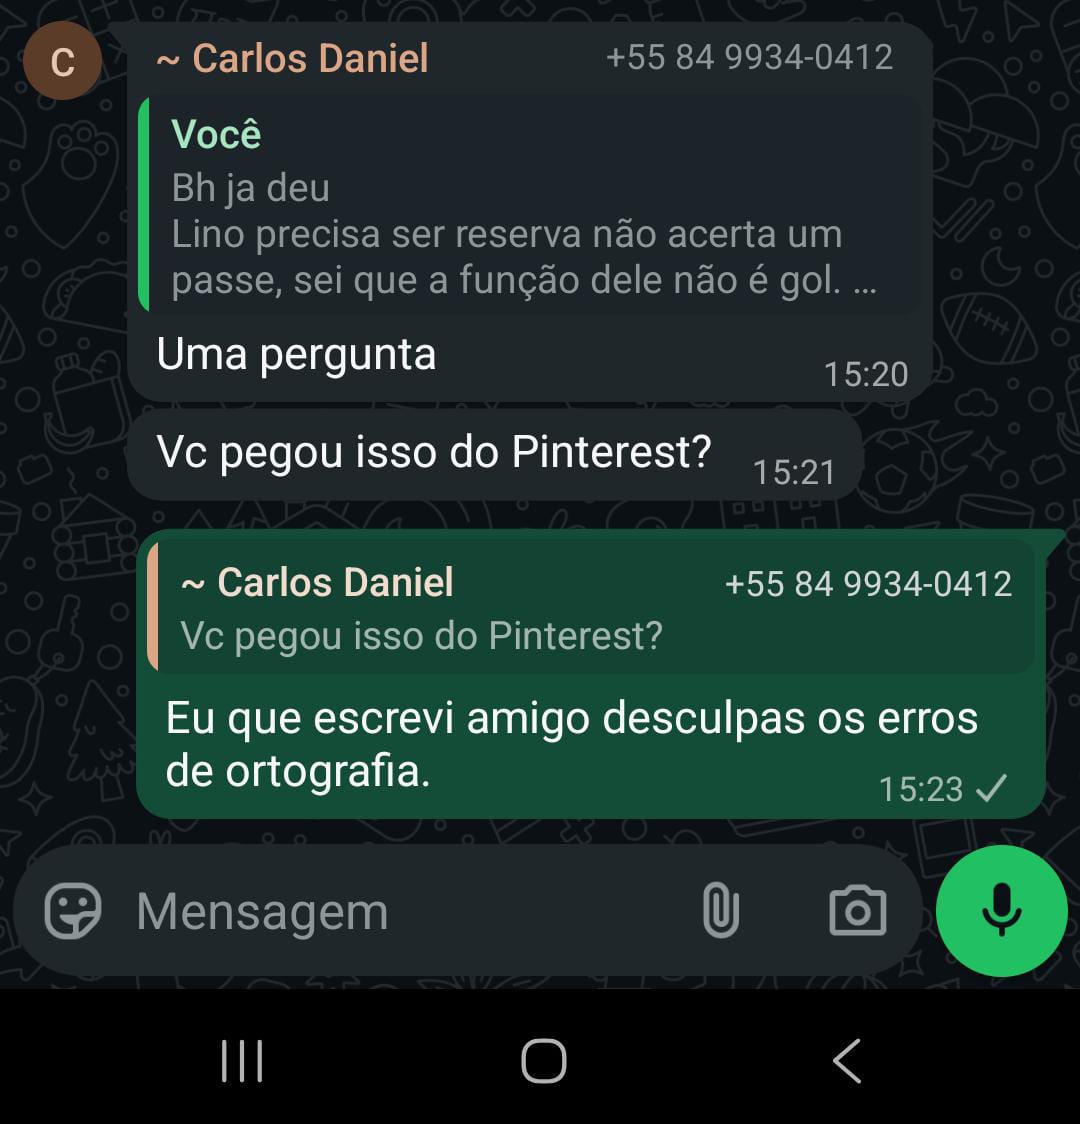 C
~ Carlos Daniel +55 84 9934-0412
Você
Bh ja deu
Lino precisa ser reserva não acerta um
passe, sei que a função dele não é gol. ...
Uma pergunta
15:20
Vc pegou isso do Pinterest?
15:21
~ Carlos Daniel +55 84 9934-0412
Vc pegou isso do Pinterest?
Eu que escrevi amigo desculpas os erros
de ortografia.
15:23
Mensagem